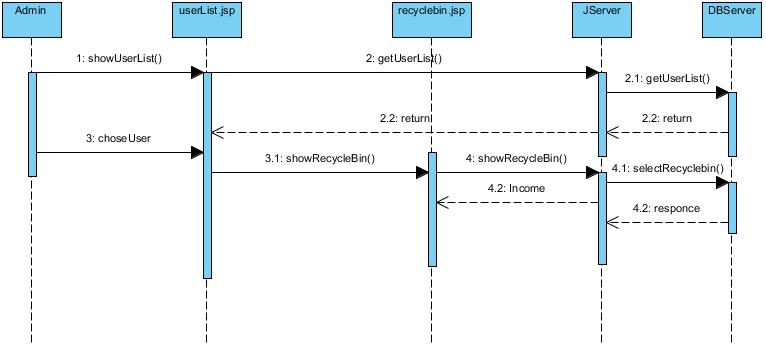 Admin
userList.jsp
recyclebin.jsp
JServer
DBServer
1: showUserList()
2: getUserList()
2.1: getUserList()
2.2: return
2.2: return
3: choseUser
3.1: showRecycleBin()
4: showRecycleBin()
4.1: selectRecyclebin()
4.2: Income
4.2: responce